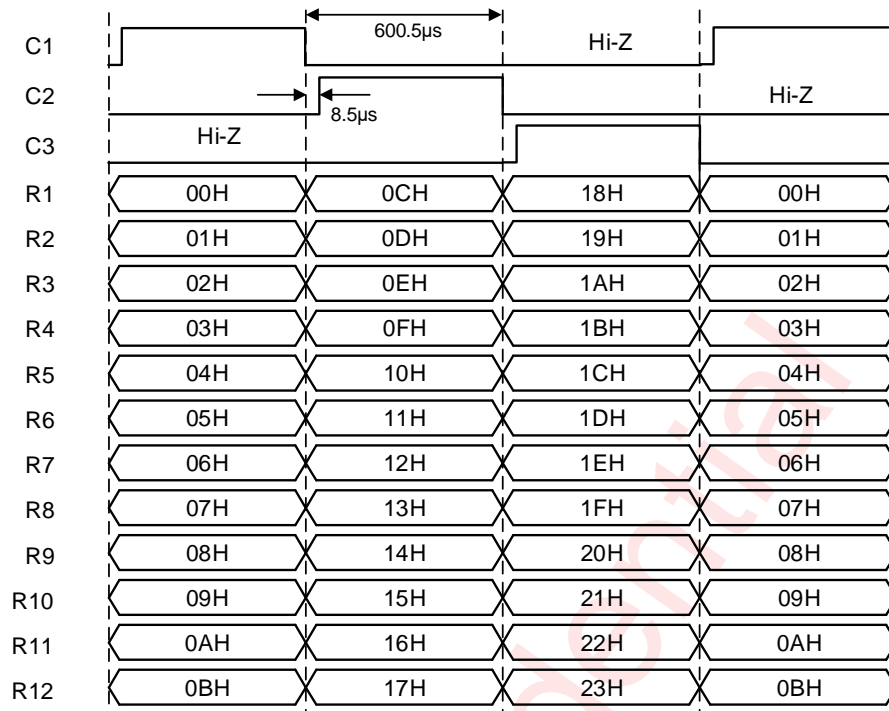 C1 600.5µs Hi-Z
C2 8.5µs Hi-Z
C3 Hi-Z
R1 00H 0CH 18H 00H
R2 01H 0DH 19H 01H
R3 02H 0EH 1AH 02H
R4 03H 0FH 1BH 03H
R5 04H 10H 1CH 04H
R6 05H 11H 1DH 05H
R7 06H 12H 1EH 06H
R8 07H 13H 1FH 07H
R9 08H 14H 20H 08H
R10 09H 15H 21H 09H
R11 0AH 16H 22H 0AH
R12 0BH 17H 23H 0BH
dential